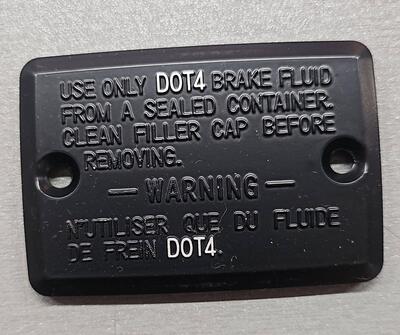 USE ONLY DOT4 BRAKE FLUID
FROM A SEALED CONTAINER.
CLEAN FILLER CAP BEFORE
REMOVING.
— WARNING —
N'UTILISER QUE DU FLUIDE
DE FREIN DOT4.